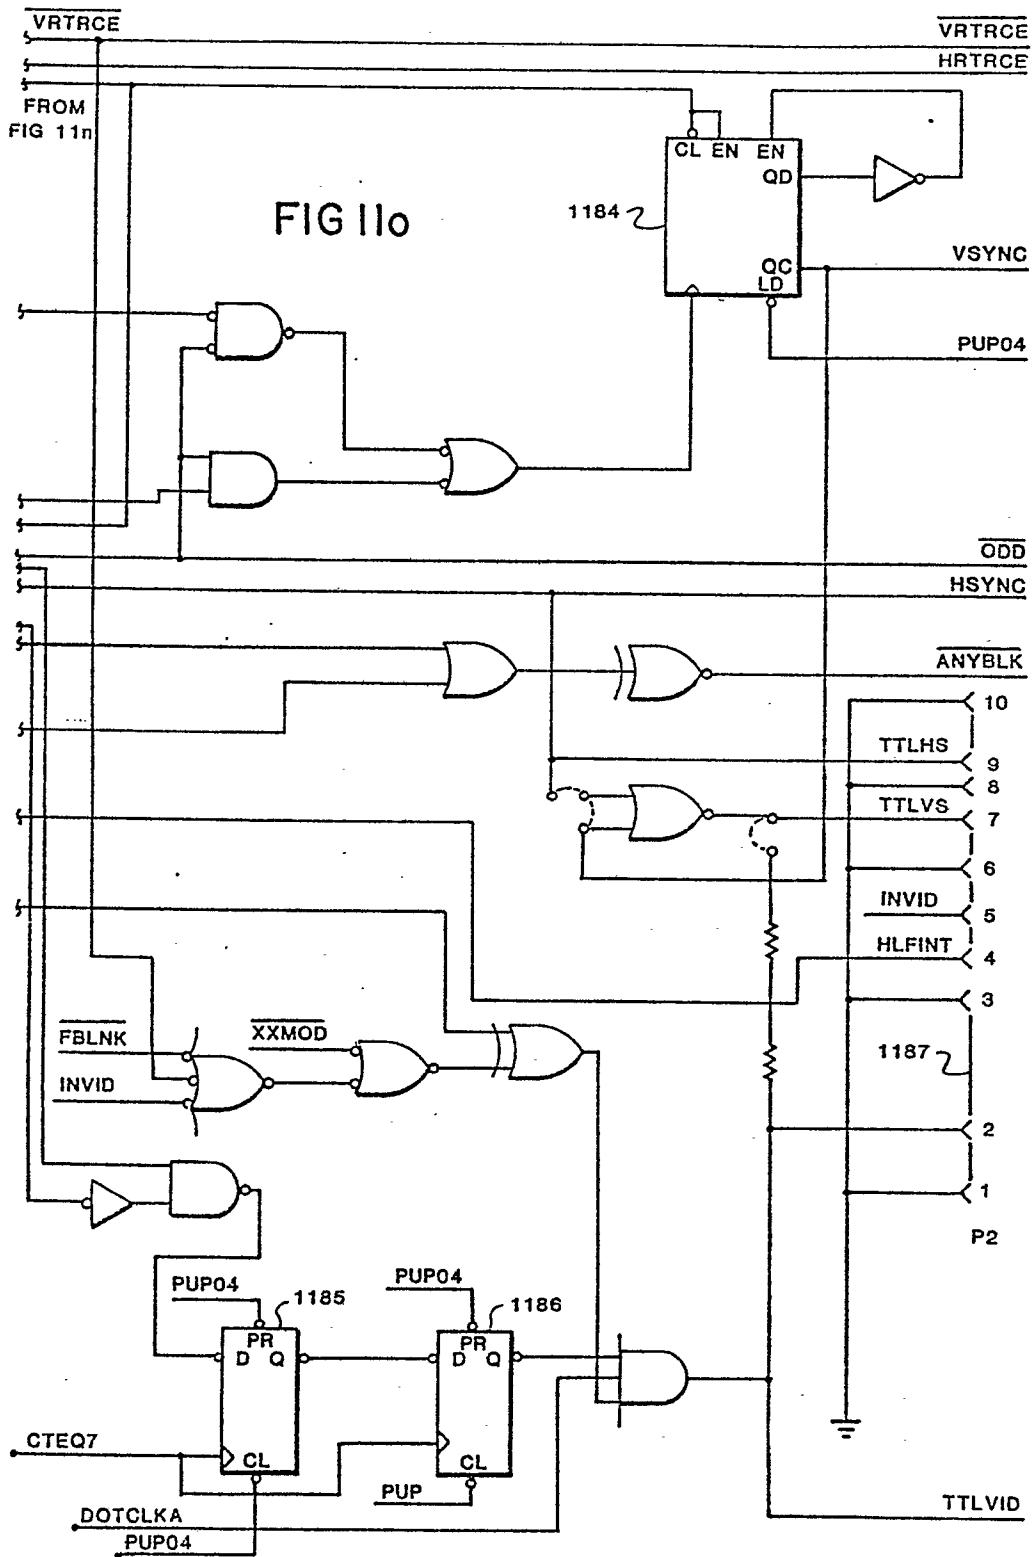 VRTRCE
VRTRCE
HRTRCE
FROM
FIG 11n
CL EN EN
QD
FIG 11o
1184
QC
LD
VSYNC
PUP04
ODD
HSYNC
ANYBLK
10
TTLHS
9
8
TTLVS
7
6
INVID
5
HLFINT
4
3
FBLNK
XXMOD
1187
INVID
2
1
P2
PUP04
1185
PUP04
1186
PR
D Q
PR
D Q
CTEQ7
CL
CL
PUP
DOTCLKA
TTLVID
PUP04